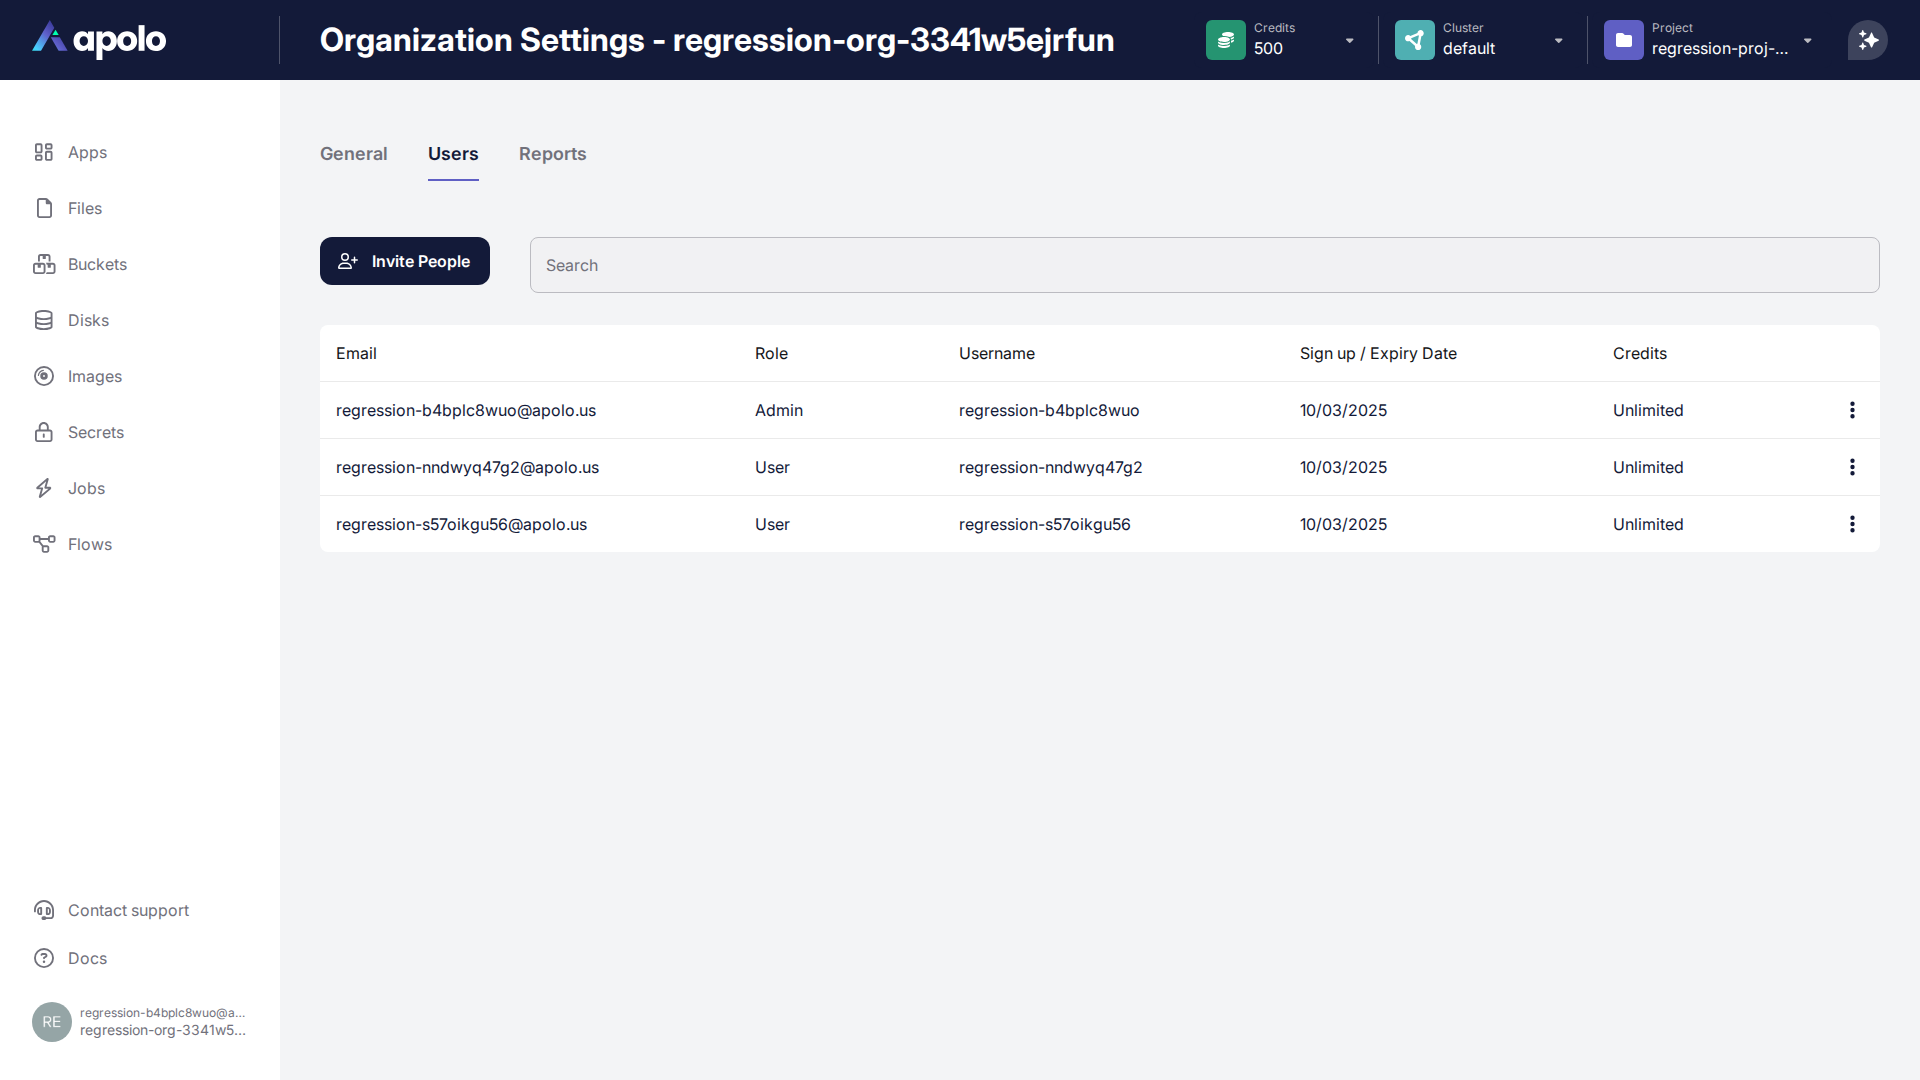 apolo
Organization Settings - regression-org-3341w5ejrfun
Credits
500
Cluster
default
Project
regression-proj-...
Apps
Files
Buckets
Disks
Images
Secrets
Jobs
Flows
Contact support
Docs
RE
regression-b4bplc8wuo@a...
regression-org-3341w5...
General Users Reports
Invite People
Search
Email Role Username Sign up / Expiry Date Credits
regression-b4bplc8wuo@apolo.us Admin regression-b4bplc8wuo 10/03/2025 Unlimited
regression-nndwyq47g2@apolo.us User regression-nndwyq47g2 10/03/2025 Unlimited
regression-s57oikgu56@apolo.us User regression-s57oikgu56 10/03/2025 Unlimited